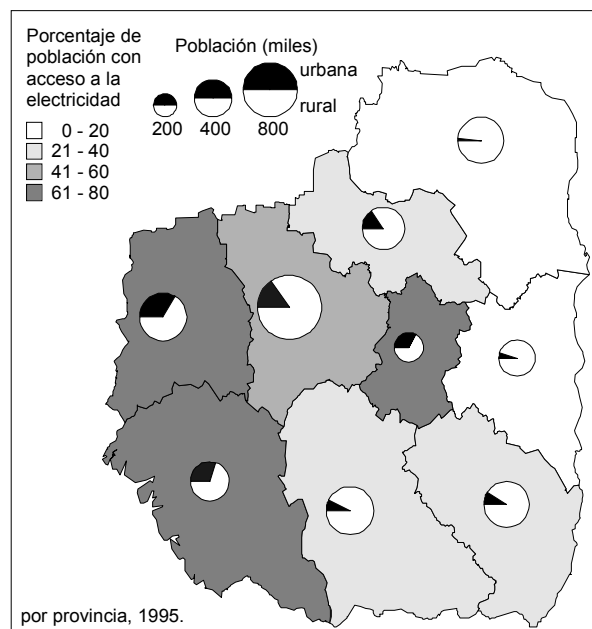 Porcentaje de
población con
acceso a la
electricidad
0 - 20
21 - 40
41 - 60
61 - 80
Población (miles)
urbana
rural
200 400 800
por provincia, 1995.